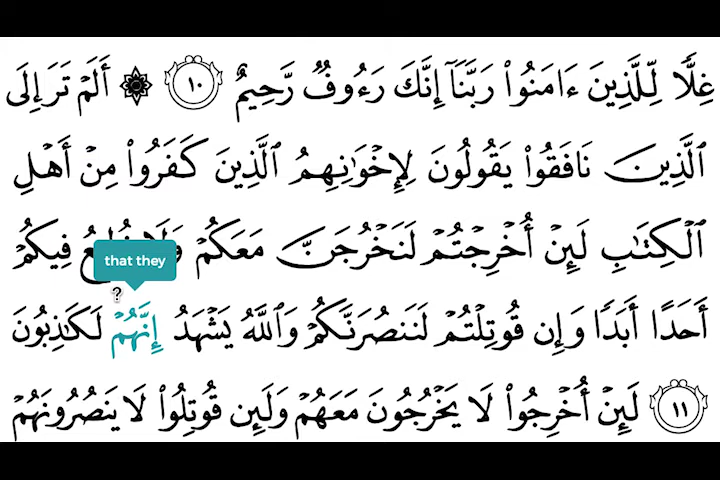 غِلًّا لِّلَّذِينَ ءَامَنُوا۟ رَبَّنَآ إِنَّكَ رَءُوفٌ رَّحِيمٌ ١٠ ۞ أَلَمْ تَرَ إِلَى
ٱلَّذِينَ نَافَقُوا۟ يَقُولُونَ لِإِخْوَٰنِهِمُ ٱلَّذِينَ كَفَرُوا۟ مِنْ أَهْلِ
ٱلْكِتَـٰبِ لَئِنْ أُخْرِجْتُمْ لَنَخْرُجَنَّ مَعَكُمْ وَلَا نُطِيعُ فِيكُمْ
that they
?
أَحَدًا أَبَدًا وَإِن قُوتِلْتُمْ لَنَنصُرَنَّكُمْ وَٱللَّهُ يَشْهَدُ إِنَّهُمْ لَكَـٰذِبُونَ
١١ لَئِنْ أُخْرِجُوا۟ لَا يَخْرُجُونَ مَعَهُمْ وَلَئِن قُوتِلُوا۟ لَا يَنصُرُونَهُمْ